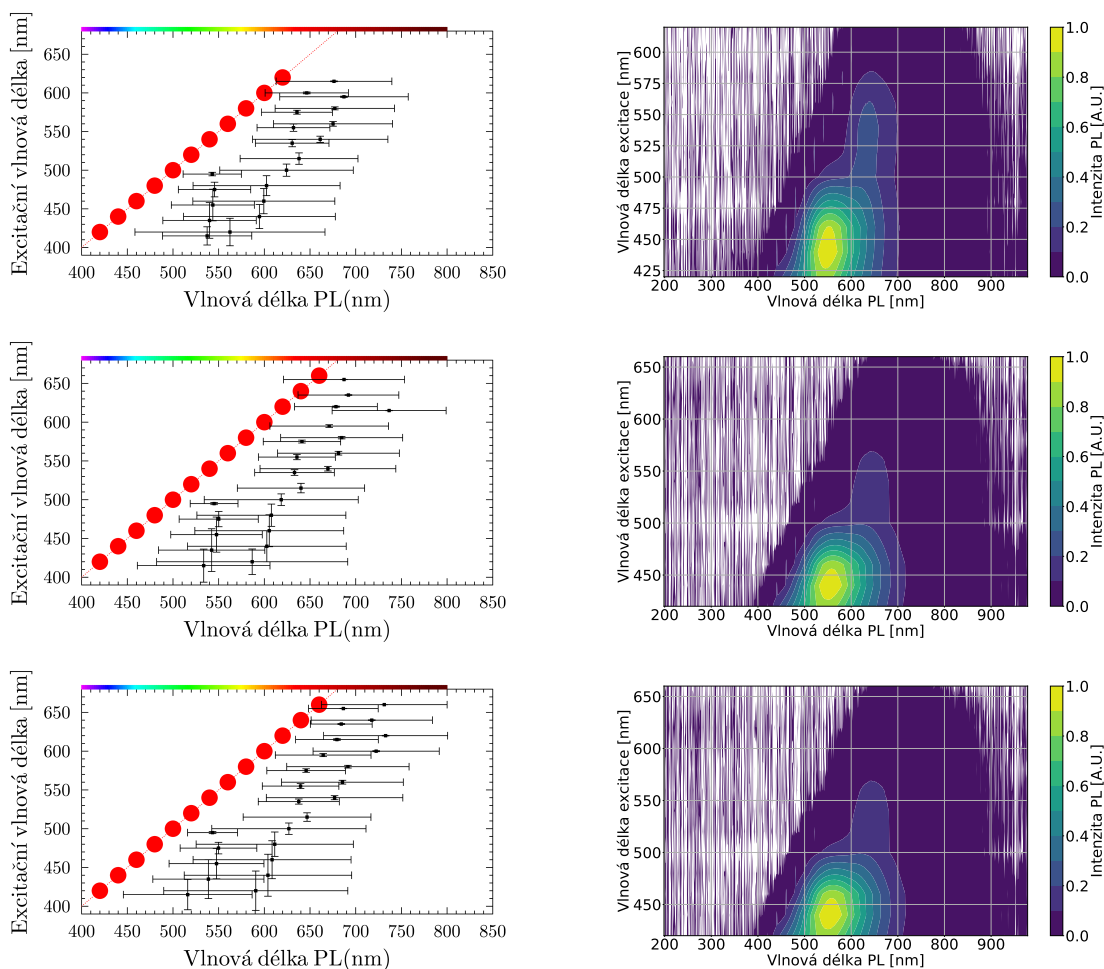 Excitační vlnová délka [nm]
650
600
550
500
450
400
400 450 500 550 600 650 700 750 800 850
Vlnová délka PL(nm)
Vlnová délka excitace [nm]
600
575
550
525
500
475
450
425
200 300 400 500 600 700 800 900
Vlnová délka PL [nm]
1.0
0.8
0.6
0.4
0.2
0.0
Intenzita PL [A.U.]
Excitační vlnová délka [nm]
650
600
550
500
450
400
400 450 500 550 600 650 700 750 800 850
Vlnová délka PL(nm)
Vlnová délka excitace [nm]
650
600
550
500
450
200 300 400 500 600 700 800 900
Vlnová délka PL [nm]
1.0
0.8
0.6
0.4
0.2
0.0
Intenzita PL [A.U.]
Excitační vlnová délka [nm]
650
600
550
500
450
400
400 450 500 550 600 650 700 750 800 850
Vlnová délka PL(nm)
Vlnová délka excitace [nm]
650
600
550
500
450
200 300 400 500 600 700 800 900
Vlnová délka PL [nm]
1.0
0.8
0.6
0.4
0.2
0.0
Intenzita PL [A.U.]